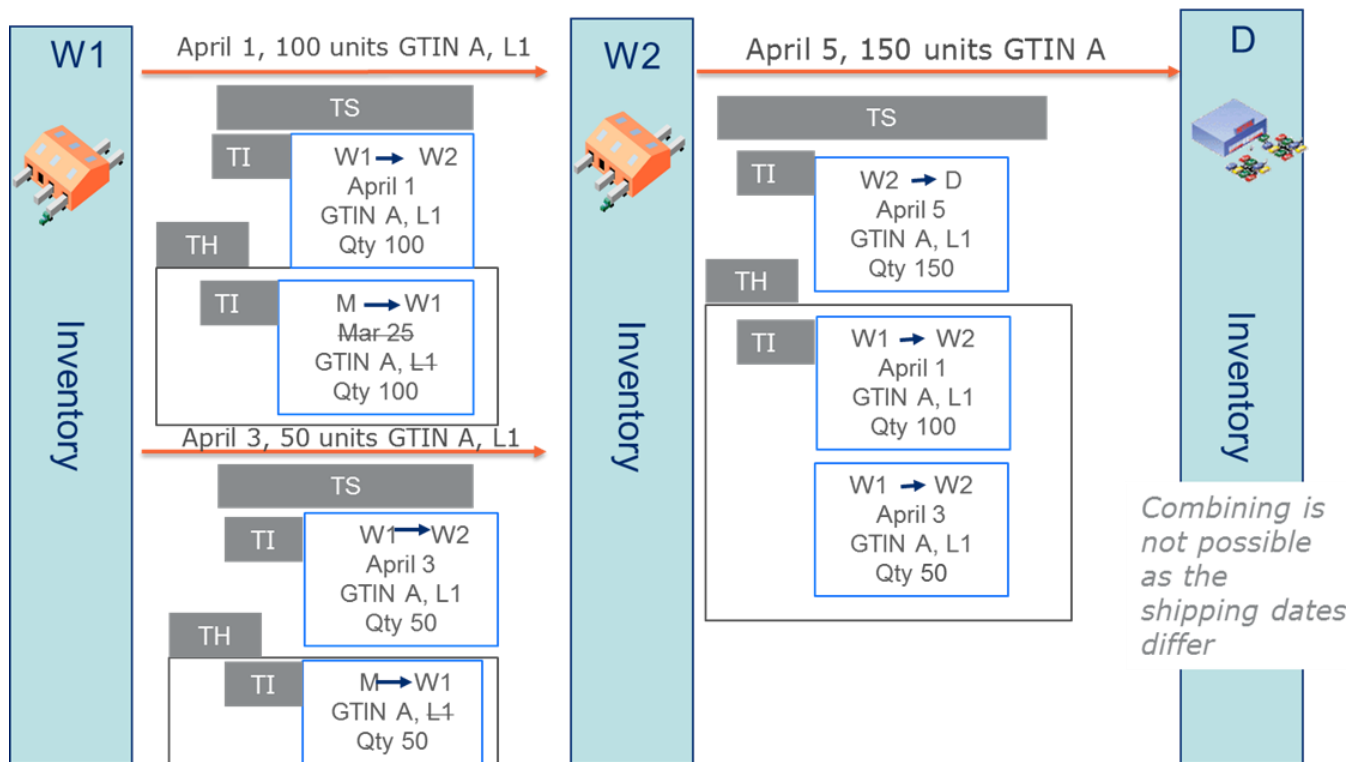 W1
Inventory
April 1, 100 units GTIN A, L1
TS
TI
W1 → W2
April 1
GTIN A, L1
Qty 100
TH
TI
M → W1
Mar 25
GTIN A, L1
Qty 100
April 3, 50 units GTIN A, L1
TS
TI
W1 → W2
April 3
GTIN A, L1
Qty 50
TH
TI
M → W1
GTIN A, L1
Qty 50
W2
Inventory
April 5, 150 units GTIN A
TS
TI
W2 → D
April 5
GTIN A, L1
Qty 150
TH
TI
W1 → W2
April 1
GTIN A, L1
Qty 100
W1 → W2
April 3
GTIN A, L1
Qty 50
D
Inventory
Combining is
not possible
as the
shipping dates
differ